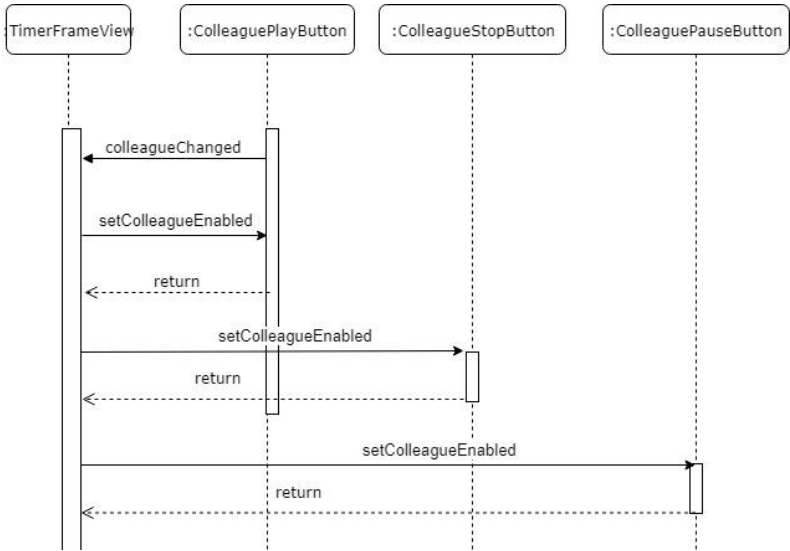 :TimerFrameView
:ColleaguePlayButton
:ColleagueStopButton
:ColleaguePauseButton
colleagueChanged
setColleagueEnabled
return
setColleagueEnabled
return
setColleagueEnabled
return